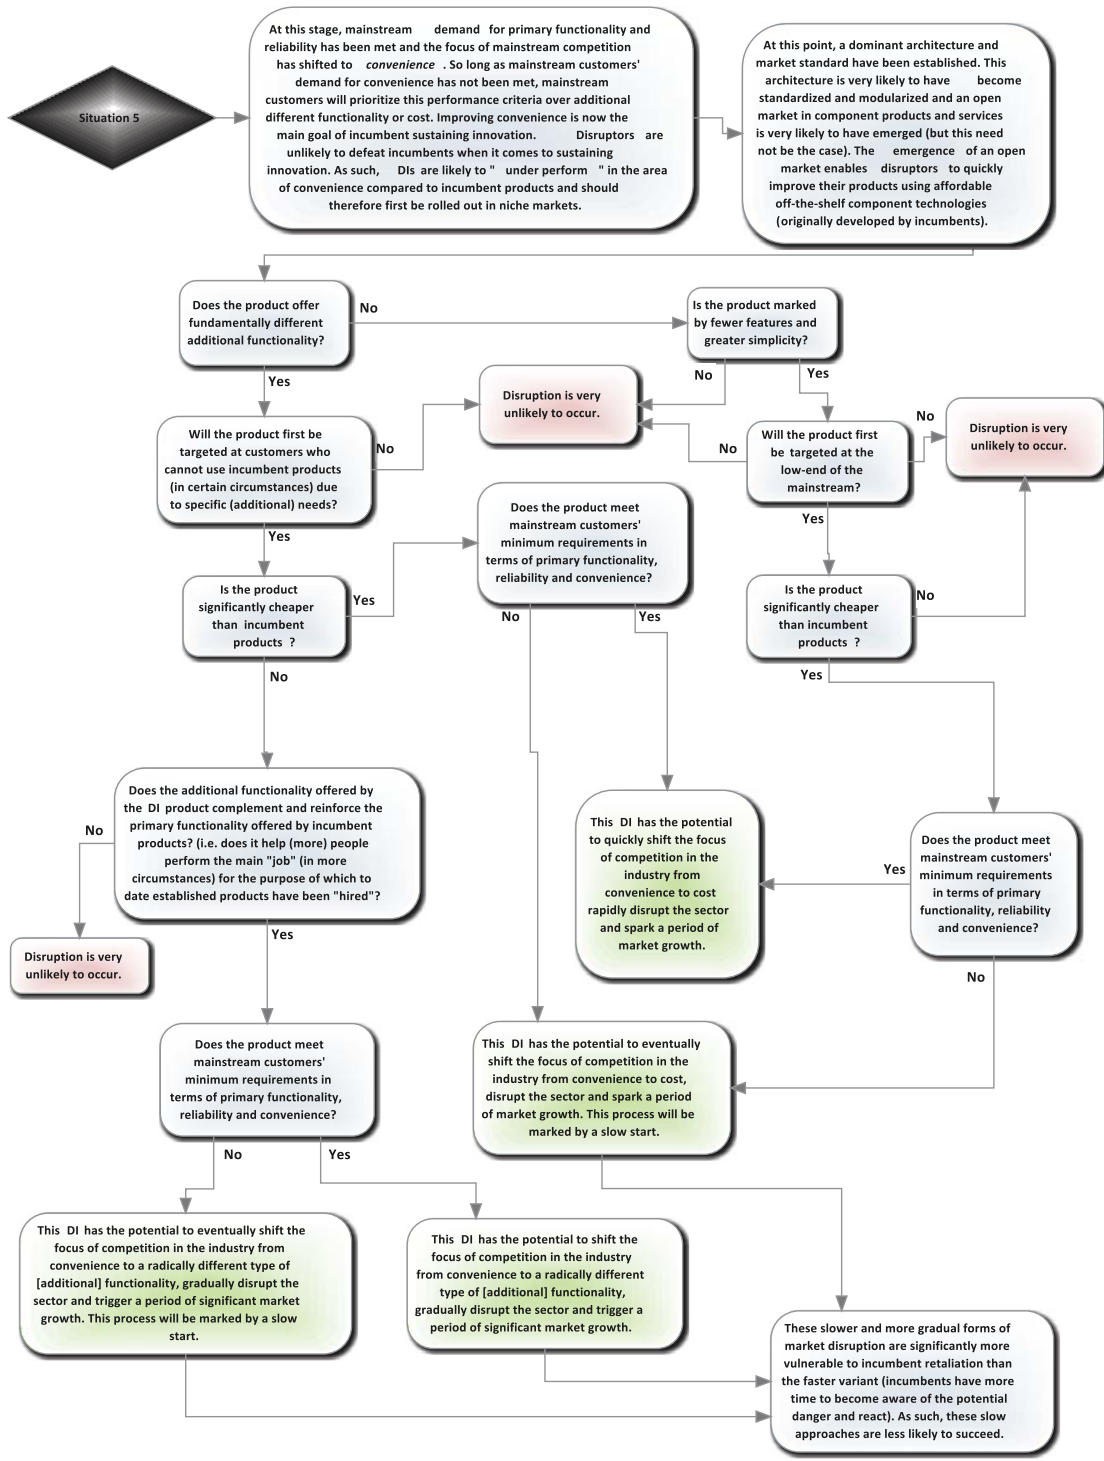 Situation 5
At this stage, mainstream demand for primary functionality and
reliability has been met and the focus of mainstream competition
has shifted to convenience . So long as mainstream customers'
demand for convenience has not been met, mainstream
customers will prioritize this performance criteria over additional
different functionality or cost. Improving convenience is now the
main goal of incumbent sustaining innovation. Disruptors are
unlikely to defeat incumbents when it comes to sustaining
innovation. As such, DIs are likely to " under perform " in the area
of convenience compared to incumbent products and should
therefore first be rolled out in niche markets.
At this point, a dominant architecture and
market standard have been established. This
architecture is very likely to have become
standardized and modularized and an open
market in component products and services
is very likely to have emerged (but this need
not be the case). The emergence of an open
market enables disruptors to quickly
improve their products using affordable
off-the-shelf component technologies
(originally developed by incumbents).
Does the product offer
fundamentally different
additional functionality?
No
Is the product marked
by fewer features and
greater simplicity?
Yes
No
Yes
Disruption is very
unlikely to occur.
Will the product first be
targeted at customers who
cannot use incumbent products
(in certain circumstances) due
to specific (additional) needs?
No
No
Will the product first
be targeted at the
low-end of the
mainstream?
No
Disruption is very
unlikely to occur.
Yes
Does the product meet
mainstream customers'
minimum requirements in
terms of primary functionality,
reliability and convenience?
Yes
Is the product
significantly cheaper
than incumbent
products ?
Yes
Is the product
significantly cheaper
than incumbent
products ?
No
No
Yes
Yes
No
Does the additional functionality offered by
the DI product complement and reinforce the
primary functionality offered by incumbent
products? (i.e. does it help (more) people
perform the main "job" (in more
circumstances) for the purpose of which to
date established products have been "hired"?
No
This DI has the potential
to quickly shift the focus
of competition in the
industry from
convenience to cost
rapidly disrupt the sector
and spark a period of
market growth.
Yes
Does the product meet
mainstream customers'
minimum requirements
in terms of primary
functionality, reliability
and convenience?
Disruption is very
unlikely to occur.
Yes
No
Does the product meet
mainstream customers'
minimum requirements in
terms of primary functionality,
reliability and convenience?
This DI has the potential to eventually
shift the focus of competition in the
industry from convenience to cost,
disrupt the sector and spark a period
of market growth. This process will be
marked by a slow start.
No
Yes
This DI has the potential to eventually shift the
focus of competition in the industry from
convenience to a radically different type of
[additional] functionality, gradually disrupt the
sector and trigger a period of significant market
growth. This process will be marked by a slow
start.
This DI has the potential to shift the
focus of competition in the industry
from convenience to a radically different
type of [additional] functionality,
gradually disrupt the sector and trigger a
period of significant market growth.
These slower and more gradual forms of
market disruption are significantly more
vulnerable to incumbent retaliation than
the faster variant (incumbents have more
time to become aware of the potential
danger and react). As such, these slow
approaches are less likely to succeed.